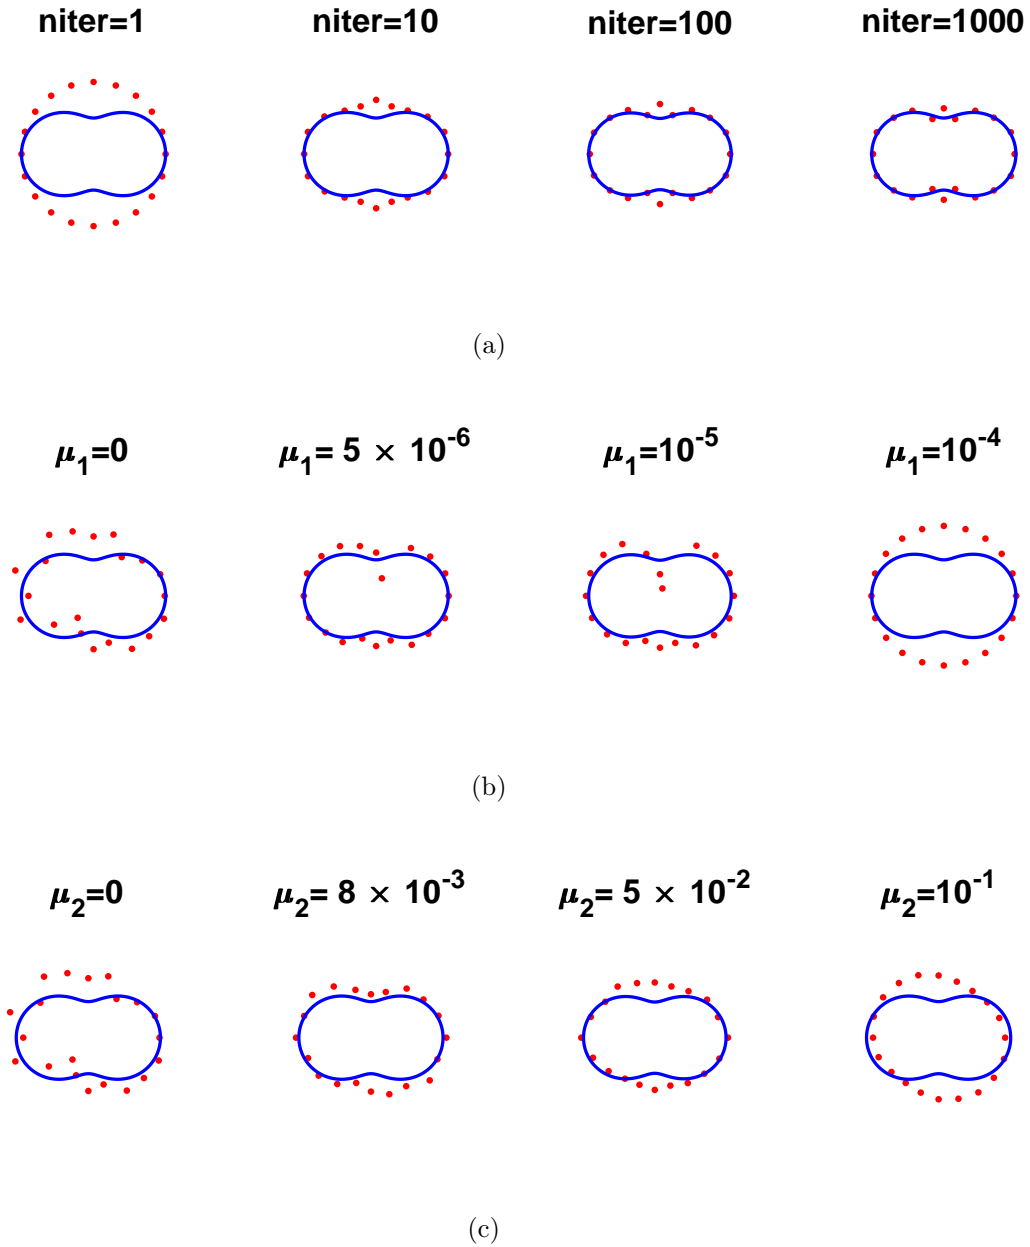 niter=1 niter=10 niter=100 niter=1000
(a)
μ₁=0 μ₁= 5 × 10⁻⁶ μ₁=10⁻⁵ μ₁=10⁻⁴
(b)
μ₂=0 μ₂= 8 × 10⁻³ μ₂= 5 × 10⁻² μ₂=10⁻¹
(c)